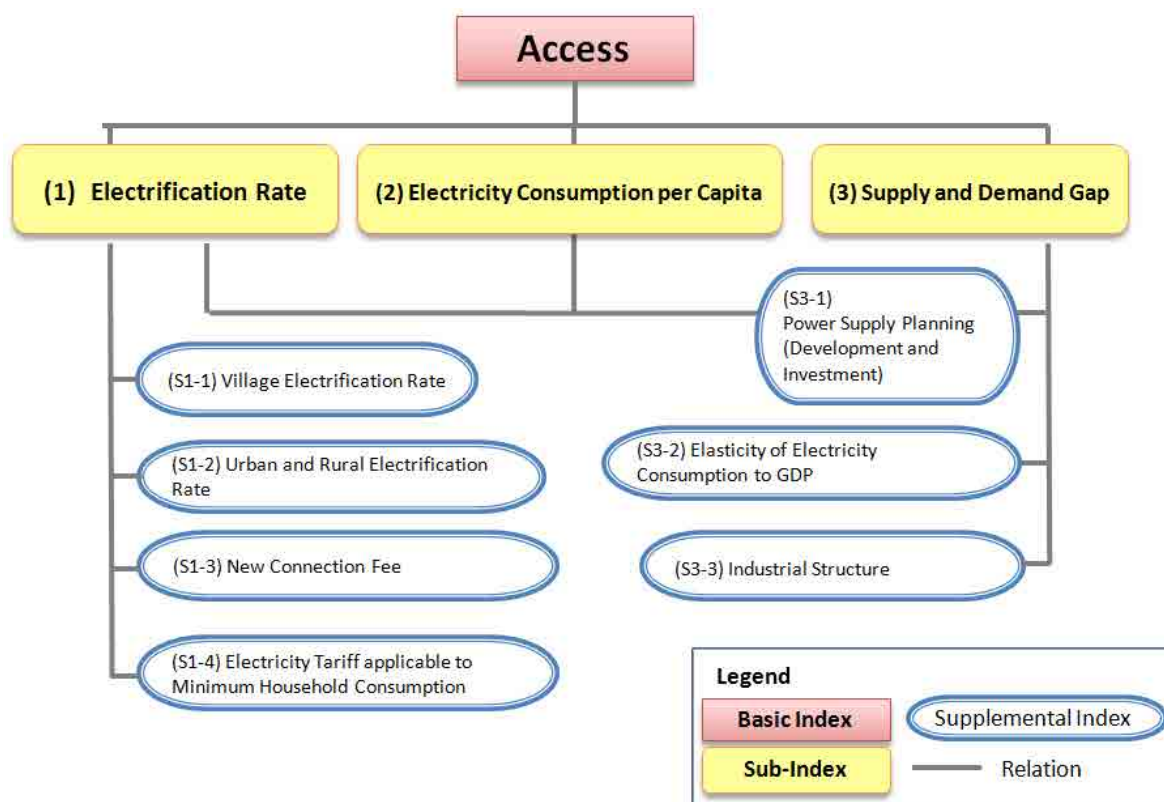 Access
(1) Electrification Rate
(2) Electricity Consumption per Capita
(3) Supply and Demand Gap
(S3-1)
Power Supply Planning
(Development and
Investment)
(S1-1) Village Electrification Rate
(S3-2) Elasticity of Electricity
Consumption to GDP
(S1-2) Urban and Rural Electrification
Rate
(S1-3) New Connection Fee
(S3-3) Industrial Structure
(S1-4) Electricity Tariff applicable to
Minimum Household Consumption
Legend
Basic Index
Supplemental Index
Sub-Index
Relation